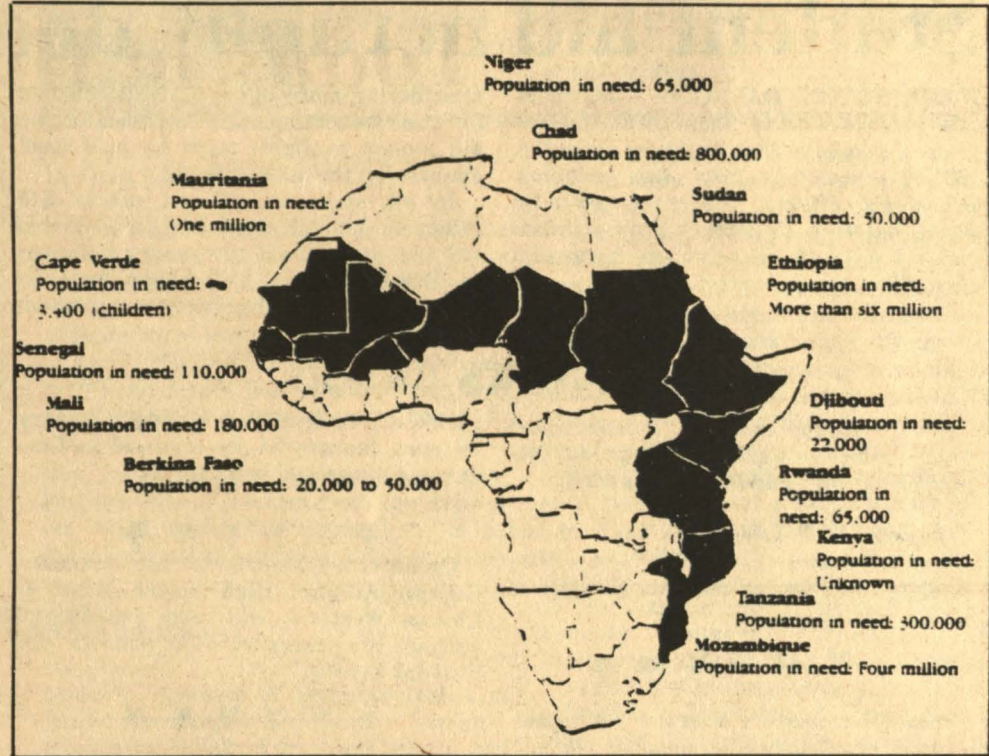 Niger
Population in need: 65.000
Chad
Population in need: 800.000
Mauritania
Population in need:
One million
Sudan
Population in need: 50.000
Cape Verde
Population in need:
3.400 (children)
Ethiopia
Population in need:
More than six million
Senegal
Population in need: 110.000
Mali
Population in need: 180.000
Djibouti
Population in need:
22.000
Berkina Faso
Population in need: 20.000 to 50.000
Rwanda
Population in
need: 65.000
Kenya
Population in need:
Unknown
Tanzania
Population in need: 300.000
Mozambique
Population in need: Four million